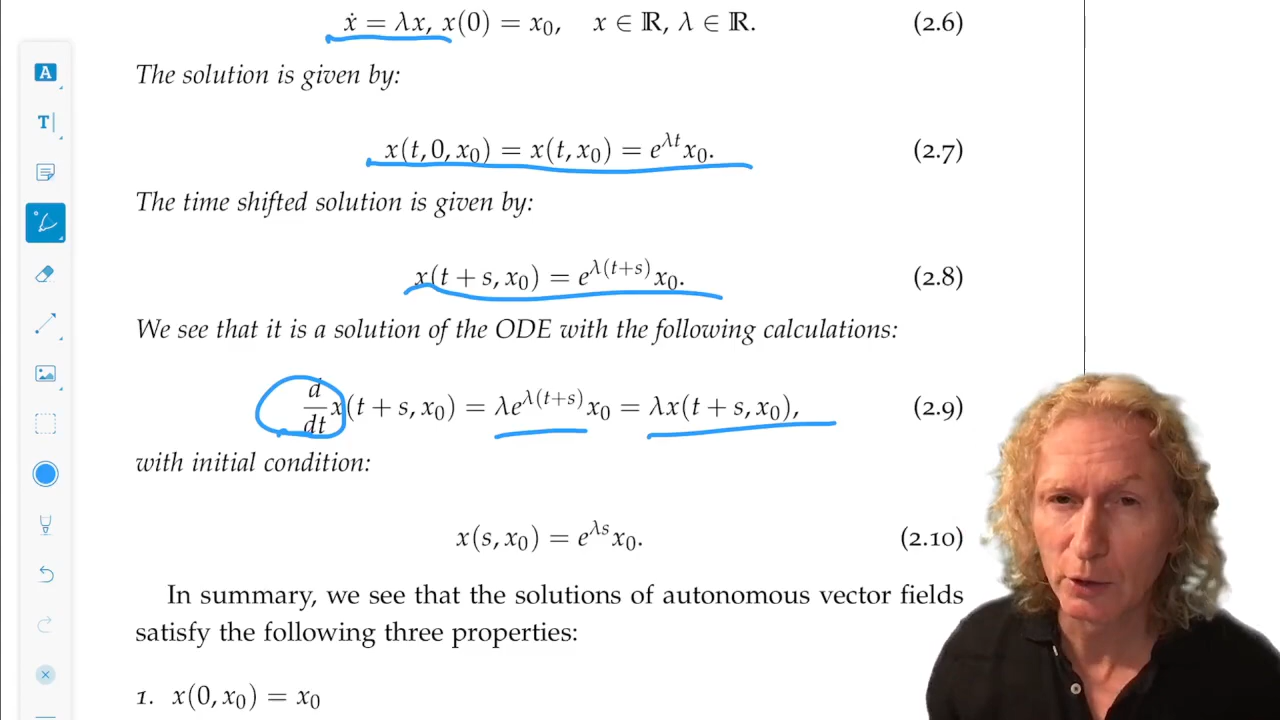 ẋ = λx, x(0) = x₀, x ∈ ℝ, λ ∈ ℝ. (2.6)
The solution is given by:
x(t, 0, x₀) = x(t, x₀) = e^{λt}x₀. (2.7)
The time shifted solution is given by:
x(t + s, x₀) = e^{λ(t+s)}x₀. (2.8)
We see that it is a solution of the ODE with the following calculations:
d/dt x(t + s, x₀) = λe^{λ(t+s)}x₀ = λx(t + s, x₀), (2.9)
with initial condition:
x(s, x₀) = e^{λs}x₀. (2.10)
In summary, we see that the solutions of autonomous vector fields
satisfy the following three properties:
1. x(0, x₀) = x₀
A
T